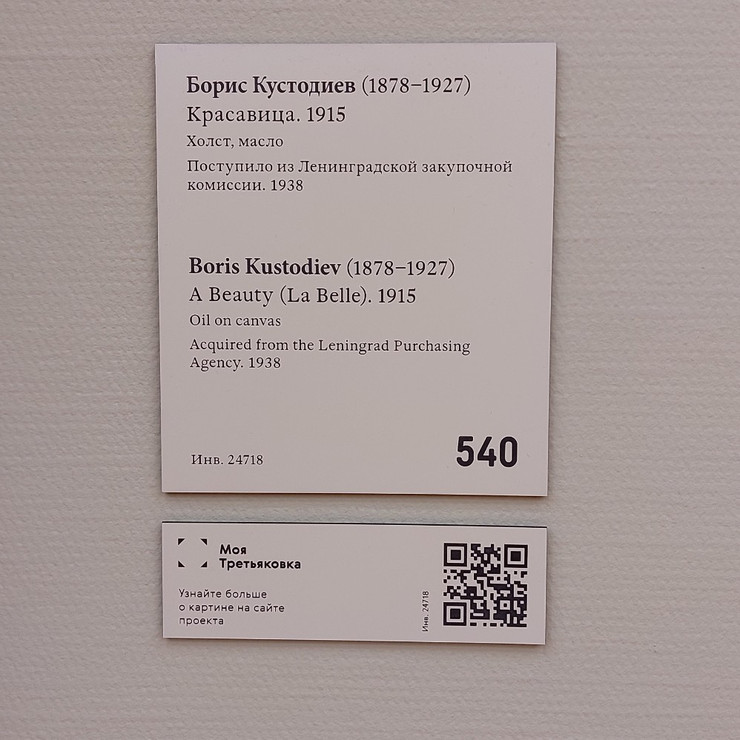 Борис Кустодиев (1878–1927)
Красавица. 1915
Холст, масло
Поступило из Ленинградской закупочной
комиссии. 1938
Boris Kustodiev (1878–1927)
A Beauty (La Belle). 1915
Oil on canvas
Acquired from the Leningrad Purchasing
Agency. 1938
Инв. 24718
540
Моя
Третьяковка
Узнайте больше
о картине на сайте
проекта
Инв. 24718